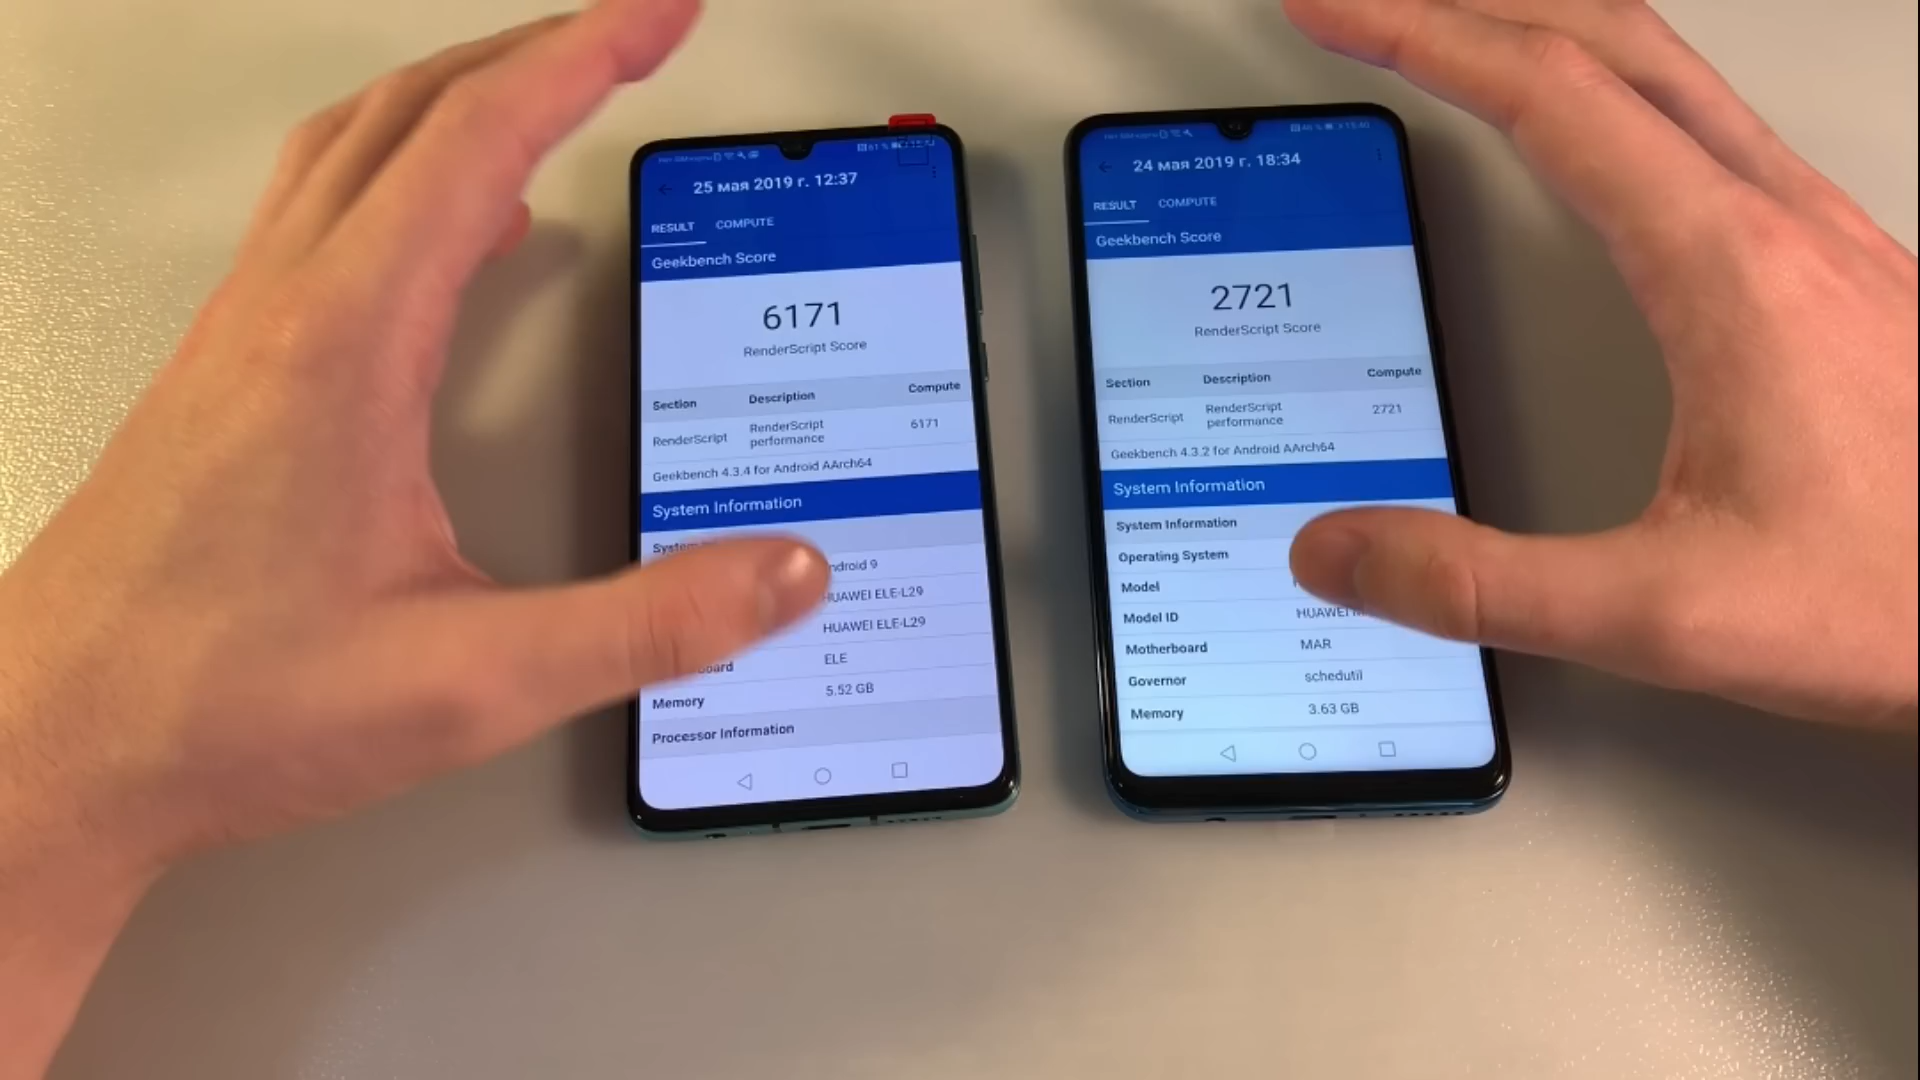 25 мая 2019 г. 12:37
RESULT COMPUTE
Geekbench Score
6171
RenderScript Score
Section Description Compute
RenderScript RenderScript performance 6171
Geekbench 4.3.4 for Android AArch64
System Information
ndroid 9
HUAWEI ELE-L29
HUAWEI ELE-L29
oard ELE
Memory 5.52 GB
Processor Information
24 мая 2019 г. 18:34
RESULT COMPUTE
Geekbench Score
2721
RenderScript Score
Section Description Compute
RenderScript RenderScript performance 2721
Geekbench 4.3.2 for Android AArch64
System Information
System Information
Operating System
Model
Model ID HUAWEI
Motherboard MAR
Governor schedutil
Memory 3.63 GB